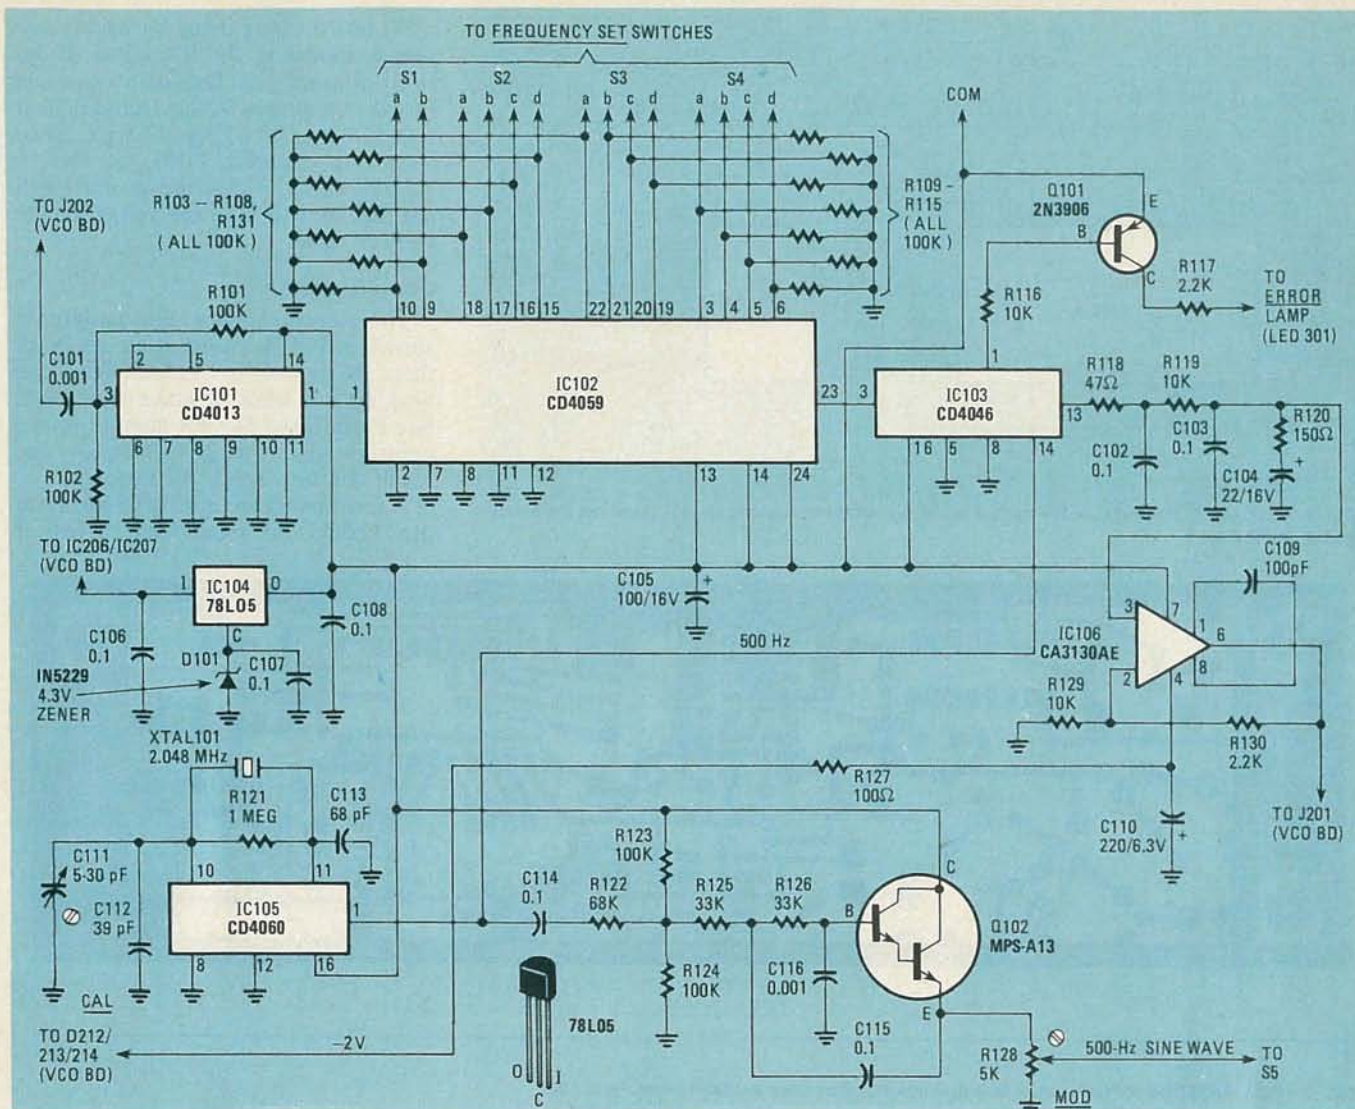 TO FREQUENCY SET SWITCHES
S1 S2 S3 S4
a b a b c d a b c d a b c d
COM
TO J202
(VCO BD)
R103 – R108,
R131
(ALL 100K)
R109 –
R115
(ALL
100K)
Q101
2N3906
E
B
C
R117
2.2K
TO
ERROR
LAMP
(LED 301)
R116
10K
R101
100K
C101
0.001
10 9 18 17 16 15 22 21 20 19 3 4 5 6
2 5 14
3
IC101
CD4013
1
6 7 8 9 10 11
1
IC102
CD4059
23
2 7 8 11 12 13 14 24
1
3
IC103
CD4046
13
16 5 8 14
R118
47Ω
R119
10K
R120
150Ω
C102
0.1
C103
0.1
C104
22/16V
+
R102
100K
TO IC206/IC207
(VCO BD)
I
IC104
78L05
O
C
C106
0.1
D101
C107
0.1
C108
0.1
IN5229
4.3V
ZENER
C105
100/16V
+
500 Hz
C109
100pF
3
7
1
6
8
2
4
IC106
CA3130AE
R129
10K
R130
2.2K
TO J201
(VCO BD)
XTAL101
2.048 MHz
R121
1 MEG
C113
68 pF
R127
100Ω
C110
220/6.3V
+
C111
5-30 pF
C112
39 pF
CAL
10 11
IC105
CD4060
1
8 12 16
C114
0.1
R122
68K
R123
100K
R125
33K
R126
33K
R124
100K
C116
0.001
C
B
E
Q102
MPS-A13
C115
0.1
R128
5K
MOD
500-Hz SINE WAVE
TO
S5
TO D212/
213/214
(VCO BD)
–2V
78L05
O
C
I